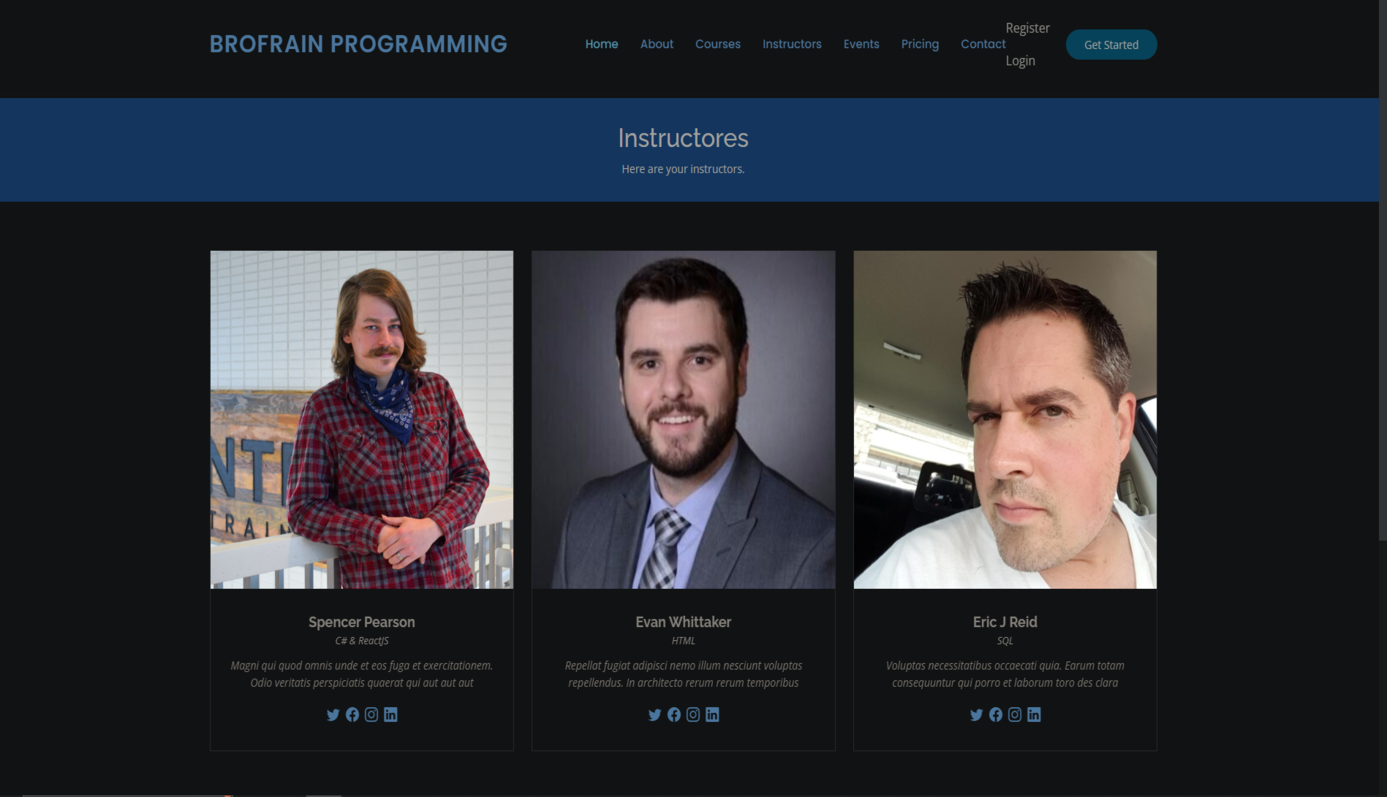 BROFRAIN PROGRAMMING
Home About Courses Instructors Events Pricing Contact
Register
Login
Get Started
Instructores
Here are your instructors.
NT
TRAIN
Spencer Pearson
C# & ReactJS
Magni qui quod omnis unde et eos fuga et exercitationem.
Odio veritatis perspiciatis quaerat qui aut aut aut
Evan Whittaker
HTML
Repellat fugiat adipisci nemo illum nesciunt voluptas
repellendus. In architecto rerum rerum temporibus
Eric J Reid
SQL
Voluptas necessitatibus occaecati quia. Earum totam
consequuntur qui porro et laborum toro des clara